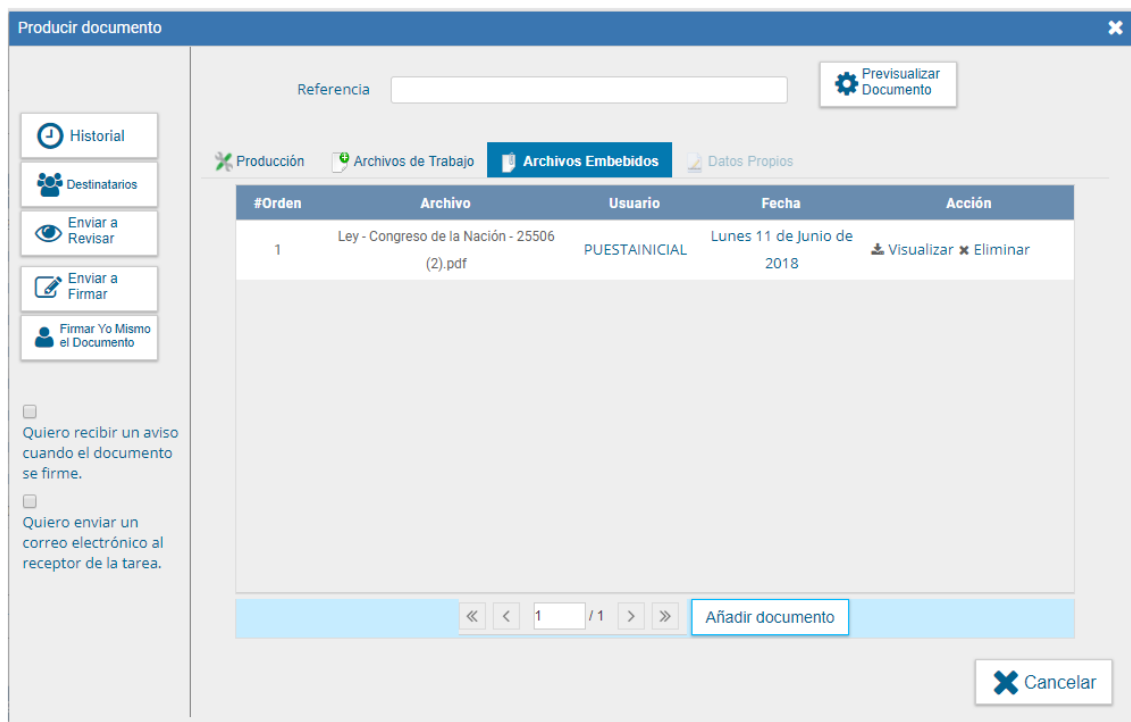 Producir documento
Referencia
Previsualizar
Documento
Historial
Destinatarios
Enviar a
Revisar
Enviar a
Firmar
Firmar Yo Mismo
el Documento
Quiero recibir un aviso
cuando el documento
se firme.
Quiero enviar un
correo electrónico al
receptor de la tarea.
Producción Archivos de Trabajo Archivos Embebidos Datos Propios
#Orden Archivo Usuario Fecha Acción
1 Ley - Congreso de la Nación - 25506 (2).pdf PUESTAINICIAL Lunes 11 de Junio de 2018 Visualizar Eliminar
1 / 1 Añadir documento
Cancelar